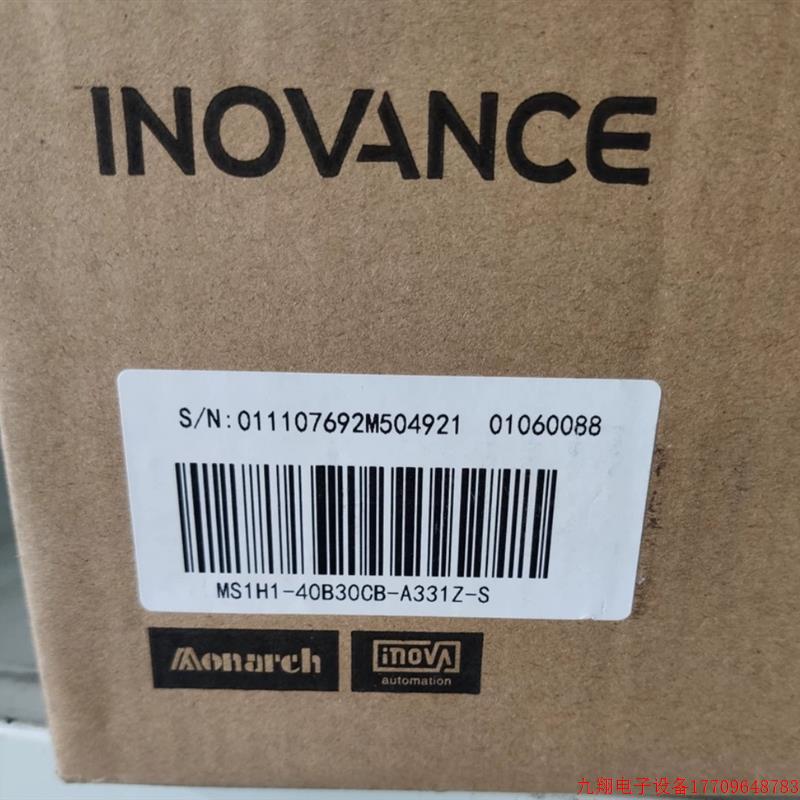 INOVANCE
S/N:011107692M504921 01060088
MS1H1-40B30CB-A331Z-S
Monarch
inovA
automation
九翔电子设备17709648783